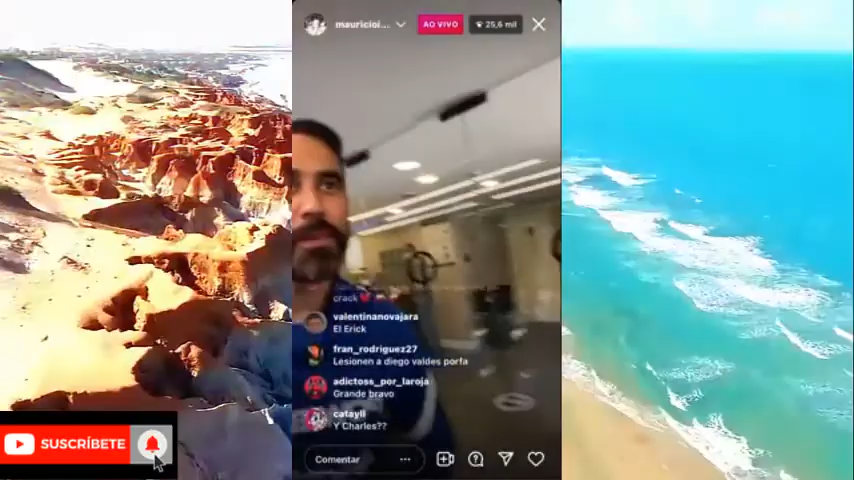 mauricioi...
AO VIVO
25,6 mil
crack ❤
valentinanovajara
El Erick
fran_rodriguez27
Lesionen a diego valdes porfa
adictoss_por_laroja
Grande bravo
catayll
Y Charles??
Comentar
SUSCRÍBETE